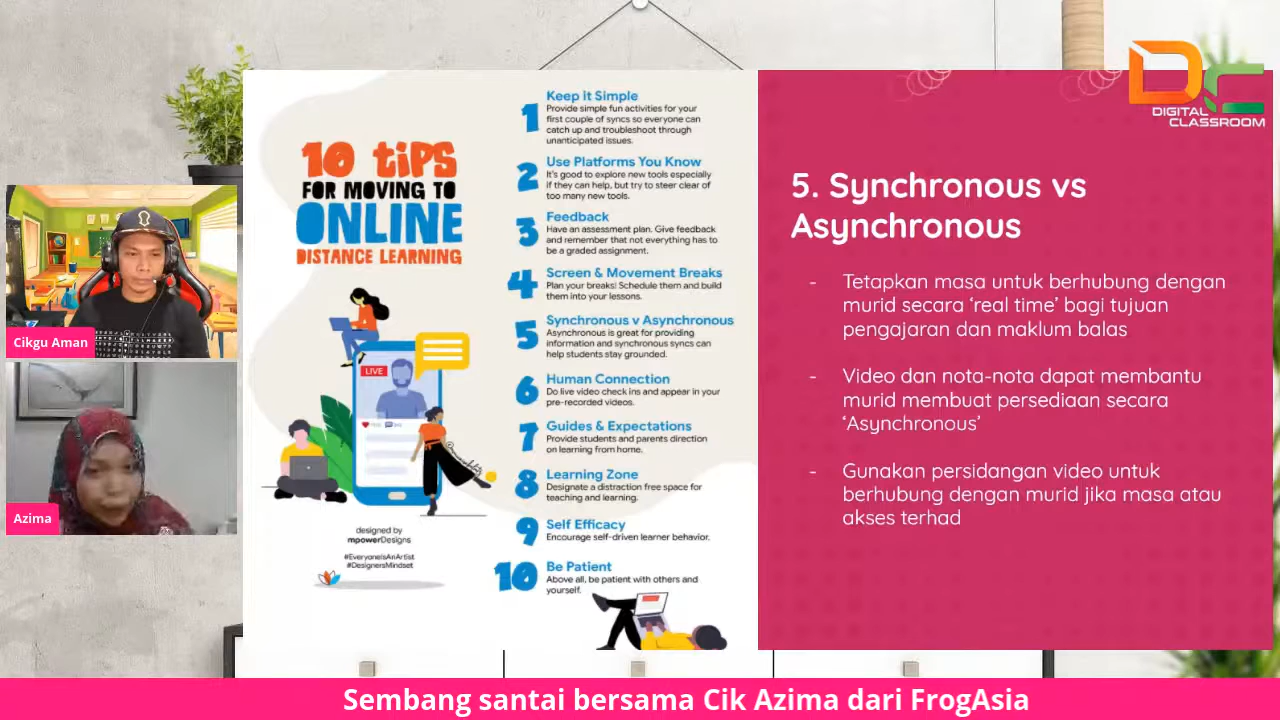 10 tips
FOR MOVING TO
ONLINE
DISTANCE LEARNING
LIVE
designed by
mpowerDesigns
#EveryoneIsAnArtist
#DesignersMindset
1
Keep it Simple
Provide simple fun activities for your
first couple of syncs so everyone can
catch up and troubleshoot through
unanticipated issues.
2
Use Platforms You Know
It's good to explore new tools especially
if they can help, but try to steer clear of
too many new tools.
3
Feedback
Have an assessment plan. Give feedback
and remember that not everything has to
be a graded assignment.
4
Screen & Movement Breaks
Plan your breaks! Schedule them and build
them into your lessons.
5
Synchronous v Asynchronous
Asynchronous is great for providing
information and synchronous syncs can
help students stay grounded.
6
Human Connection
Do live video check ins and appear in your
pre-recorded videos.
7
Guides & Expectations
Provide students and parents direction
on learning from home.
8
Learning Zone
Designate a distraction free space for
teaching and learning.
9
Self Efficacy
Encourage self-driven learner behavior.
10
Be Patient
Above all, be patient with others and
yourself.
DC
DIGITAL
CLASSROOM
5. Synchronous vs
Asynchronous
- Tetapkan masa untuk berhubung dengan
murid secara 'real time' bagi tujuan
pengajaran dan maklum balas
- Video dan nota-nota dapat membantu
murid membuat persediaan secara
'Asynchronous'
- Gunakan persidangan video untuk
berhubung dengan murid jika masa atau
akses terhad
Cikgu Aman
Azima
Sembang santai bersama Cik Azima dari FrogAsia